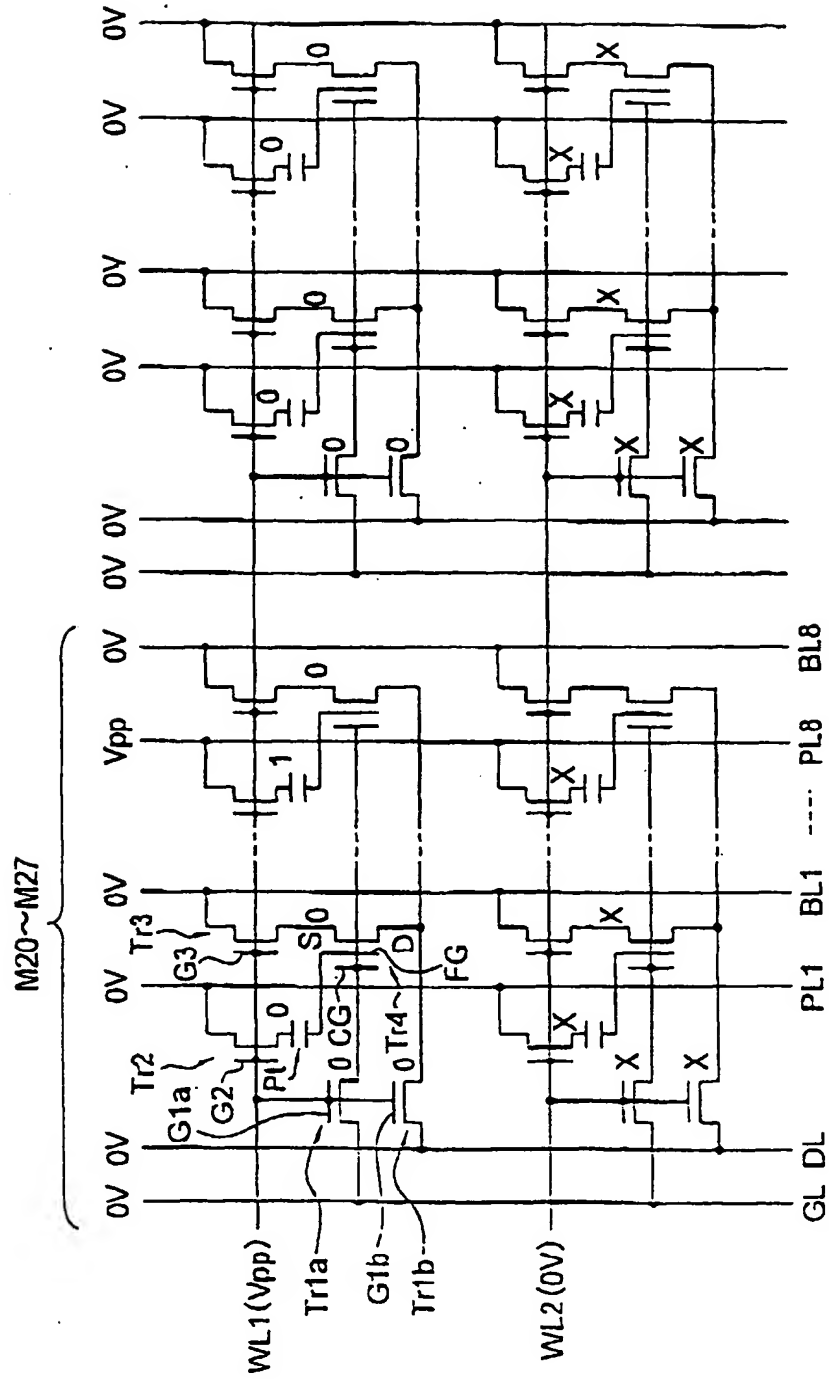 M20~M27
0V 0V 0V 0V Vpp 0V 0V 0V 0V 0V 0V 0V
WL1(Vpp)
Tr2
G2
G1a
Pt
0
Tr3
G3
S
0
CG
D
FG
Tr4
Tr1a
0
G1b
0
Tr1b
1
0
0
0
0
0
0
0
WL2(0V)
X
X
X
X
X
X
X
X
X
X
X
GL DL PL1 BL1 ---- PL8 BL8